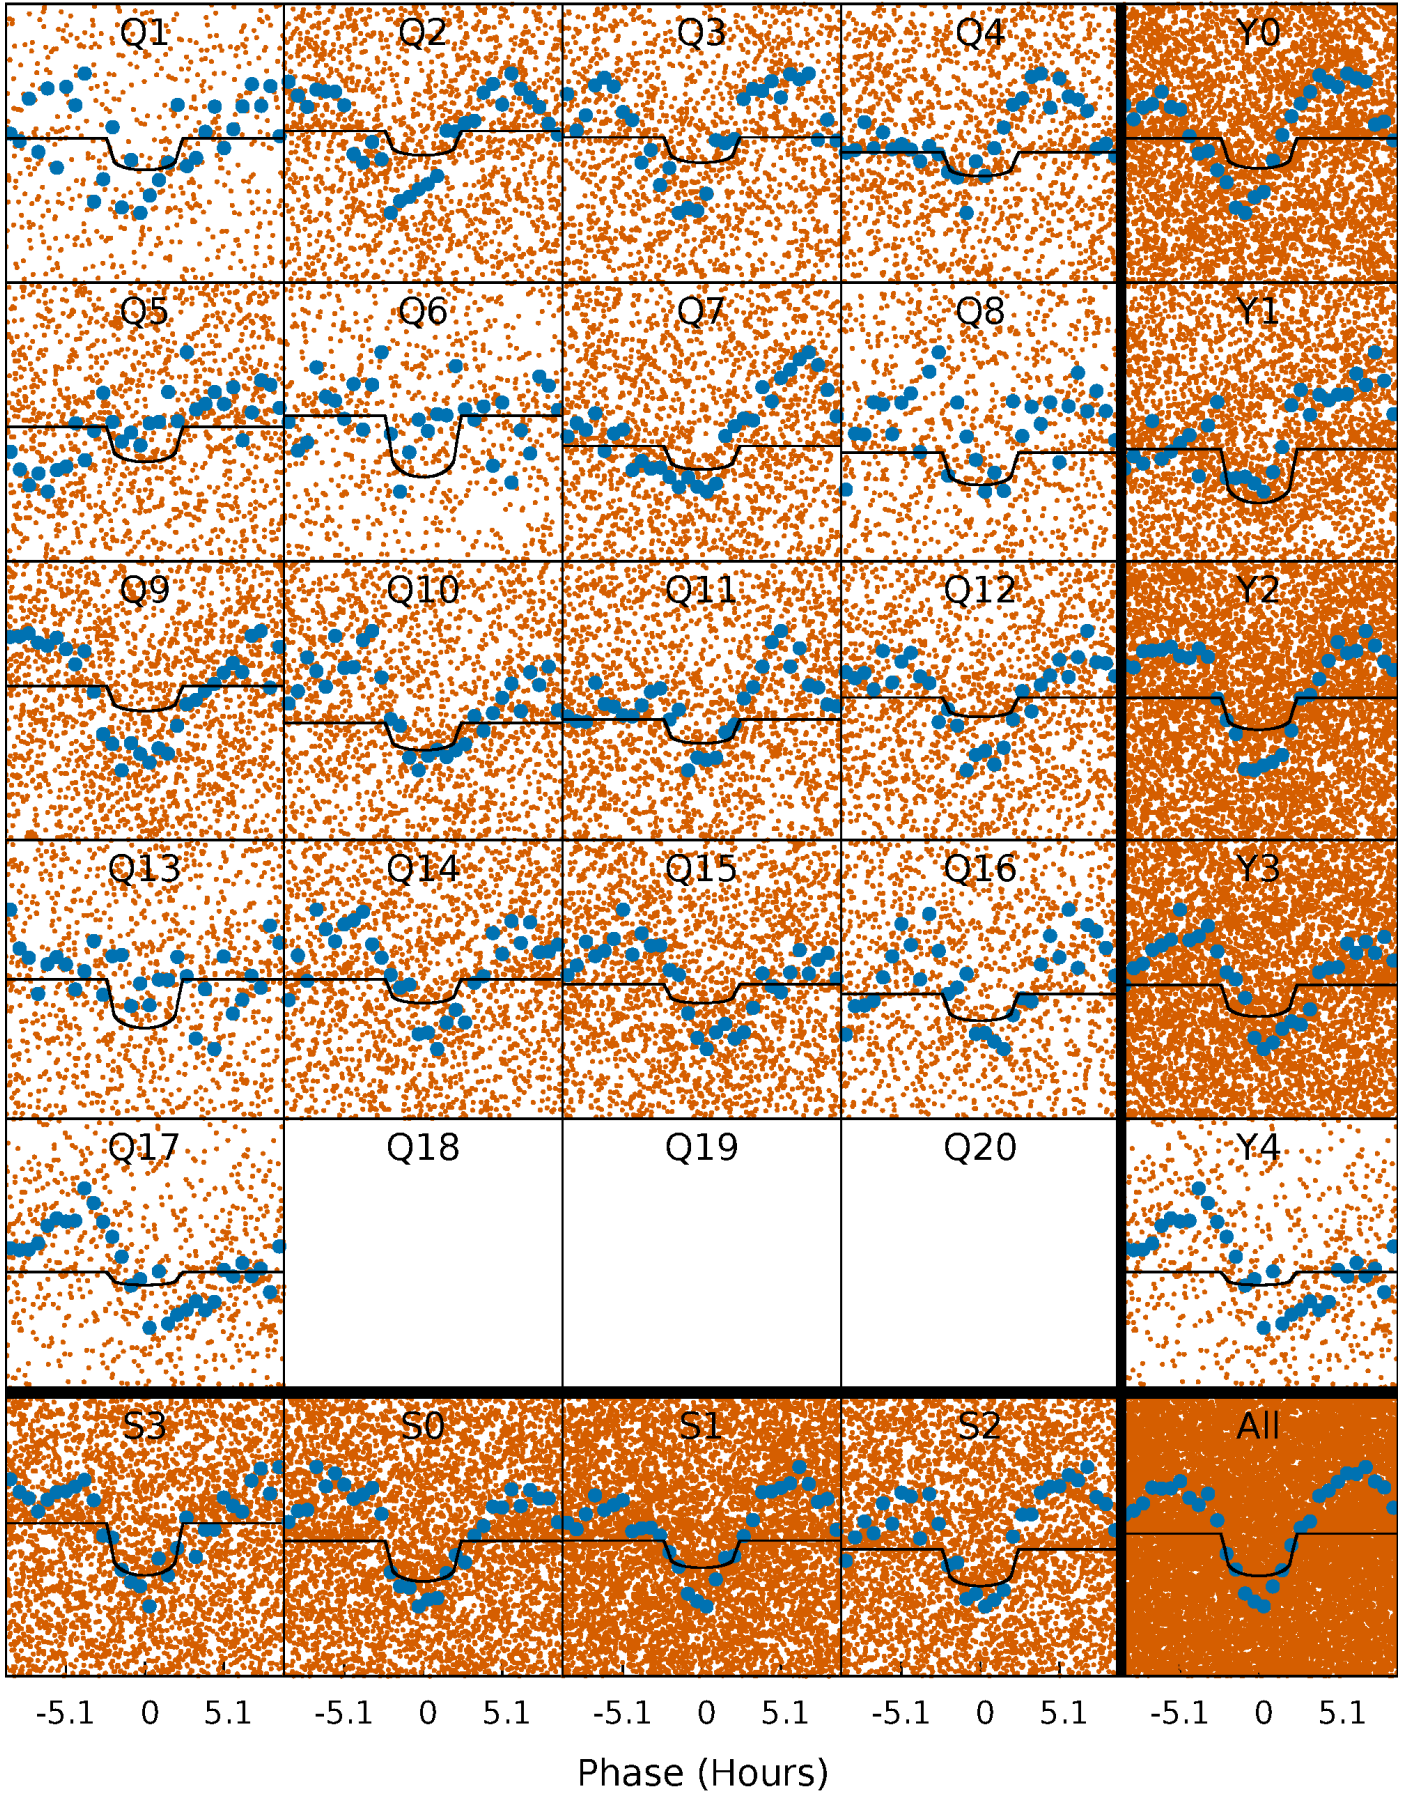 Q1 Q2 Q3 Q4 Y0
Q5 Q6 Q7 Q8 Y1
Q9 Q10 Q11 Q12 Y2
Q13 Q14 Q15 Q16 Y3
Q17 Q18 Q19 Q20 Y4
S3 S0 S1 S2 All
-5.1 0 5.1 -5.1 0 5.1 -5.1 0 5.1 -5.1 0 5.1 -5.1 0 5.1
Phase (Hours)